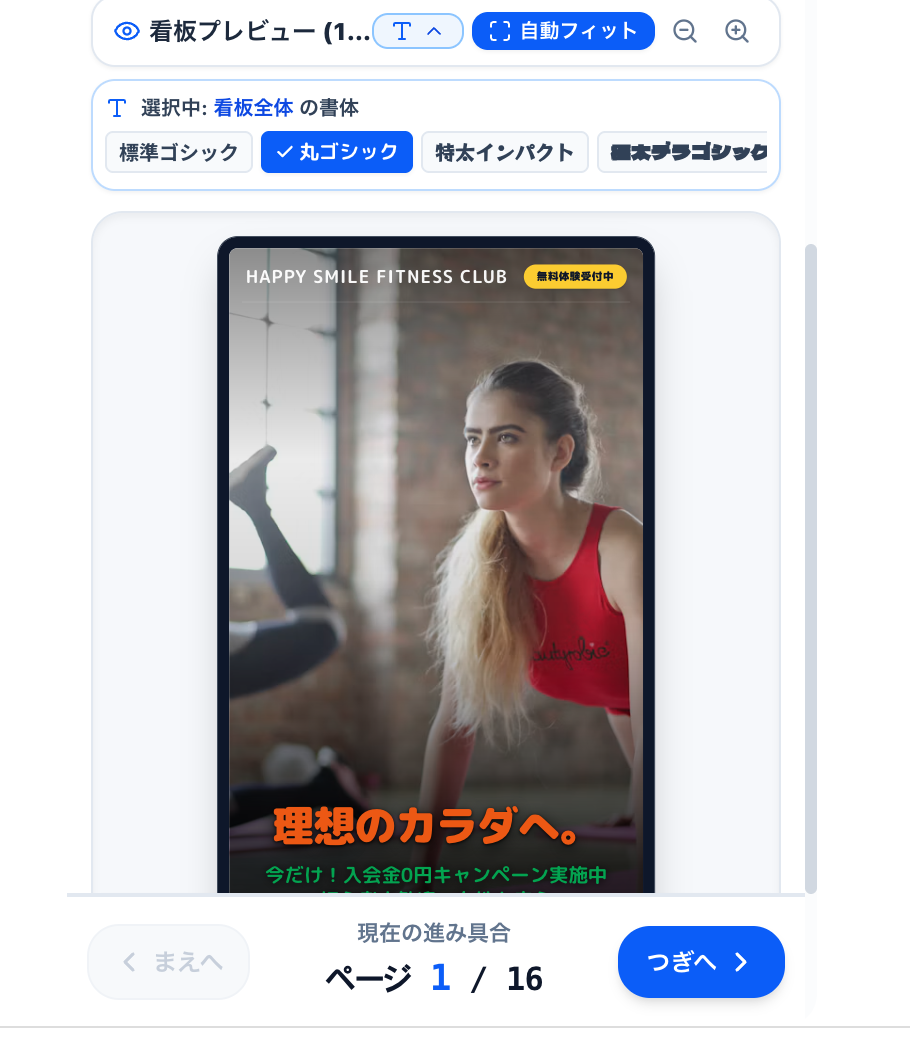 看板プレビュー (1...
自動フィット
選択中: 看板全体 の書体
標準ゴシック
丸ゴシック
特太インパクト
極太デラゴシック
HAPPY SMILE FITNESS CLUB
無料体験受付中
理想のカラダへ。
今だけ！入会金0円キャンペーン実施中
現在の進み具合
まえへ
ページ 1 / 16
つぎへ